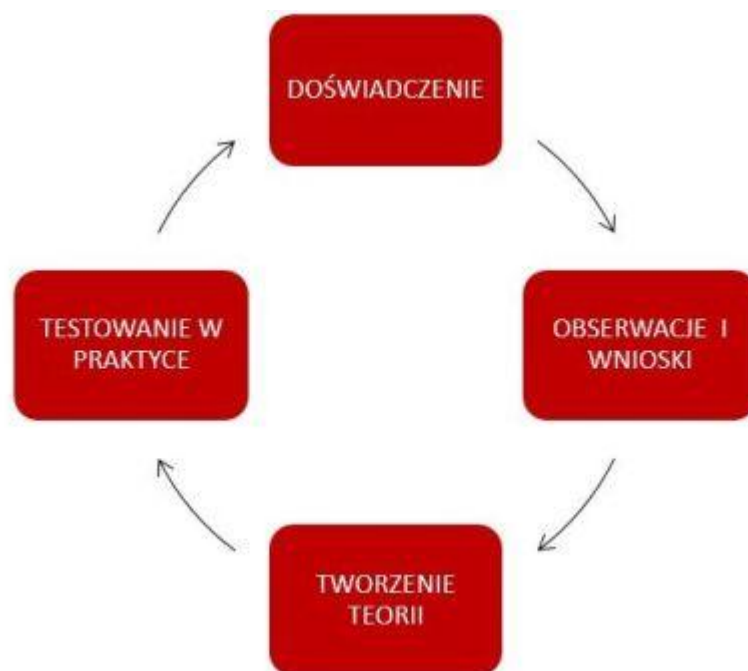 DOŚWIADCZENIE
OBSERWACJE I
WNIOSKI
TWORZENIE
TEORII
TESTOWANIE W
PRAKTYCE